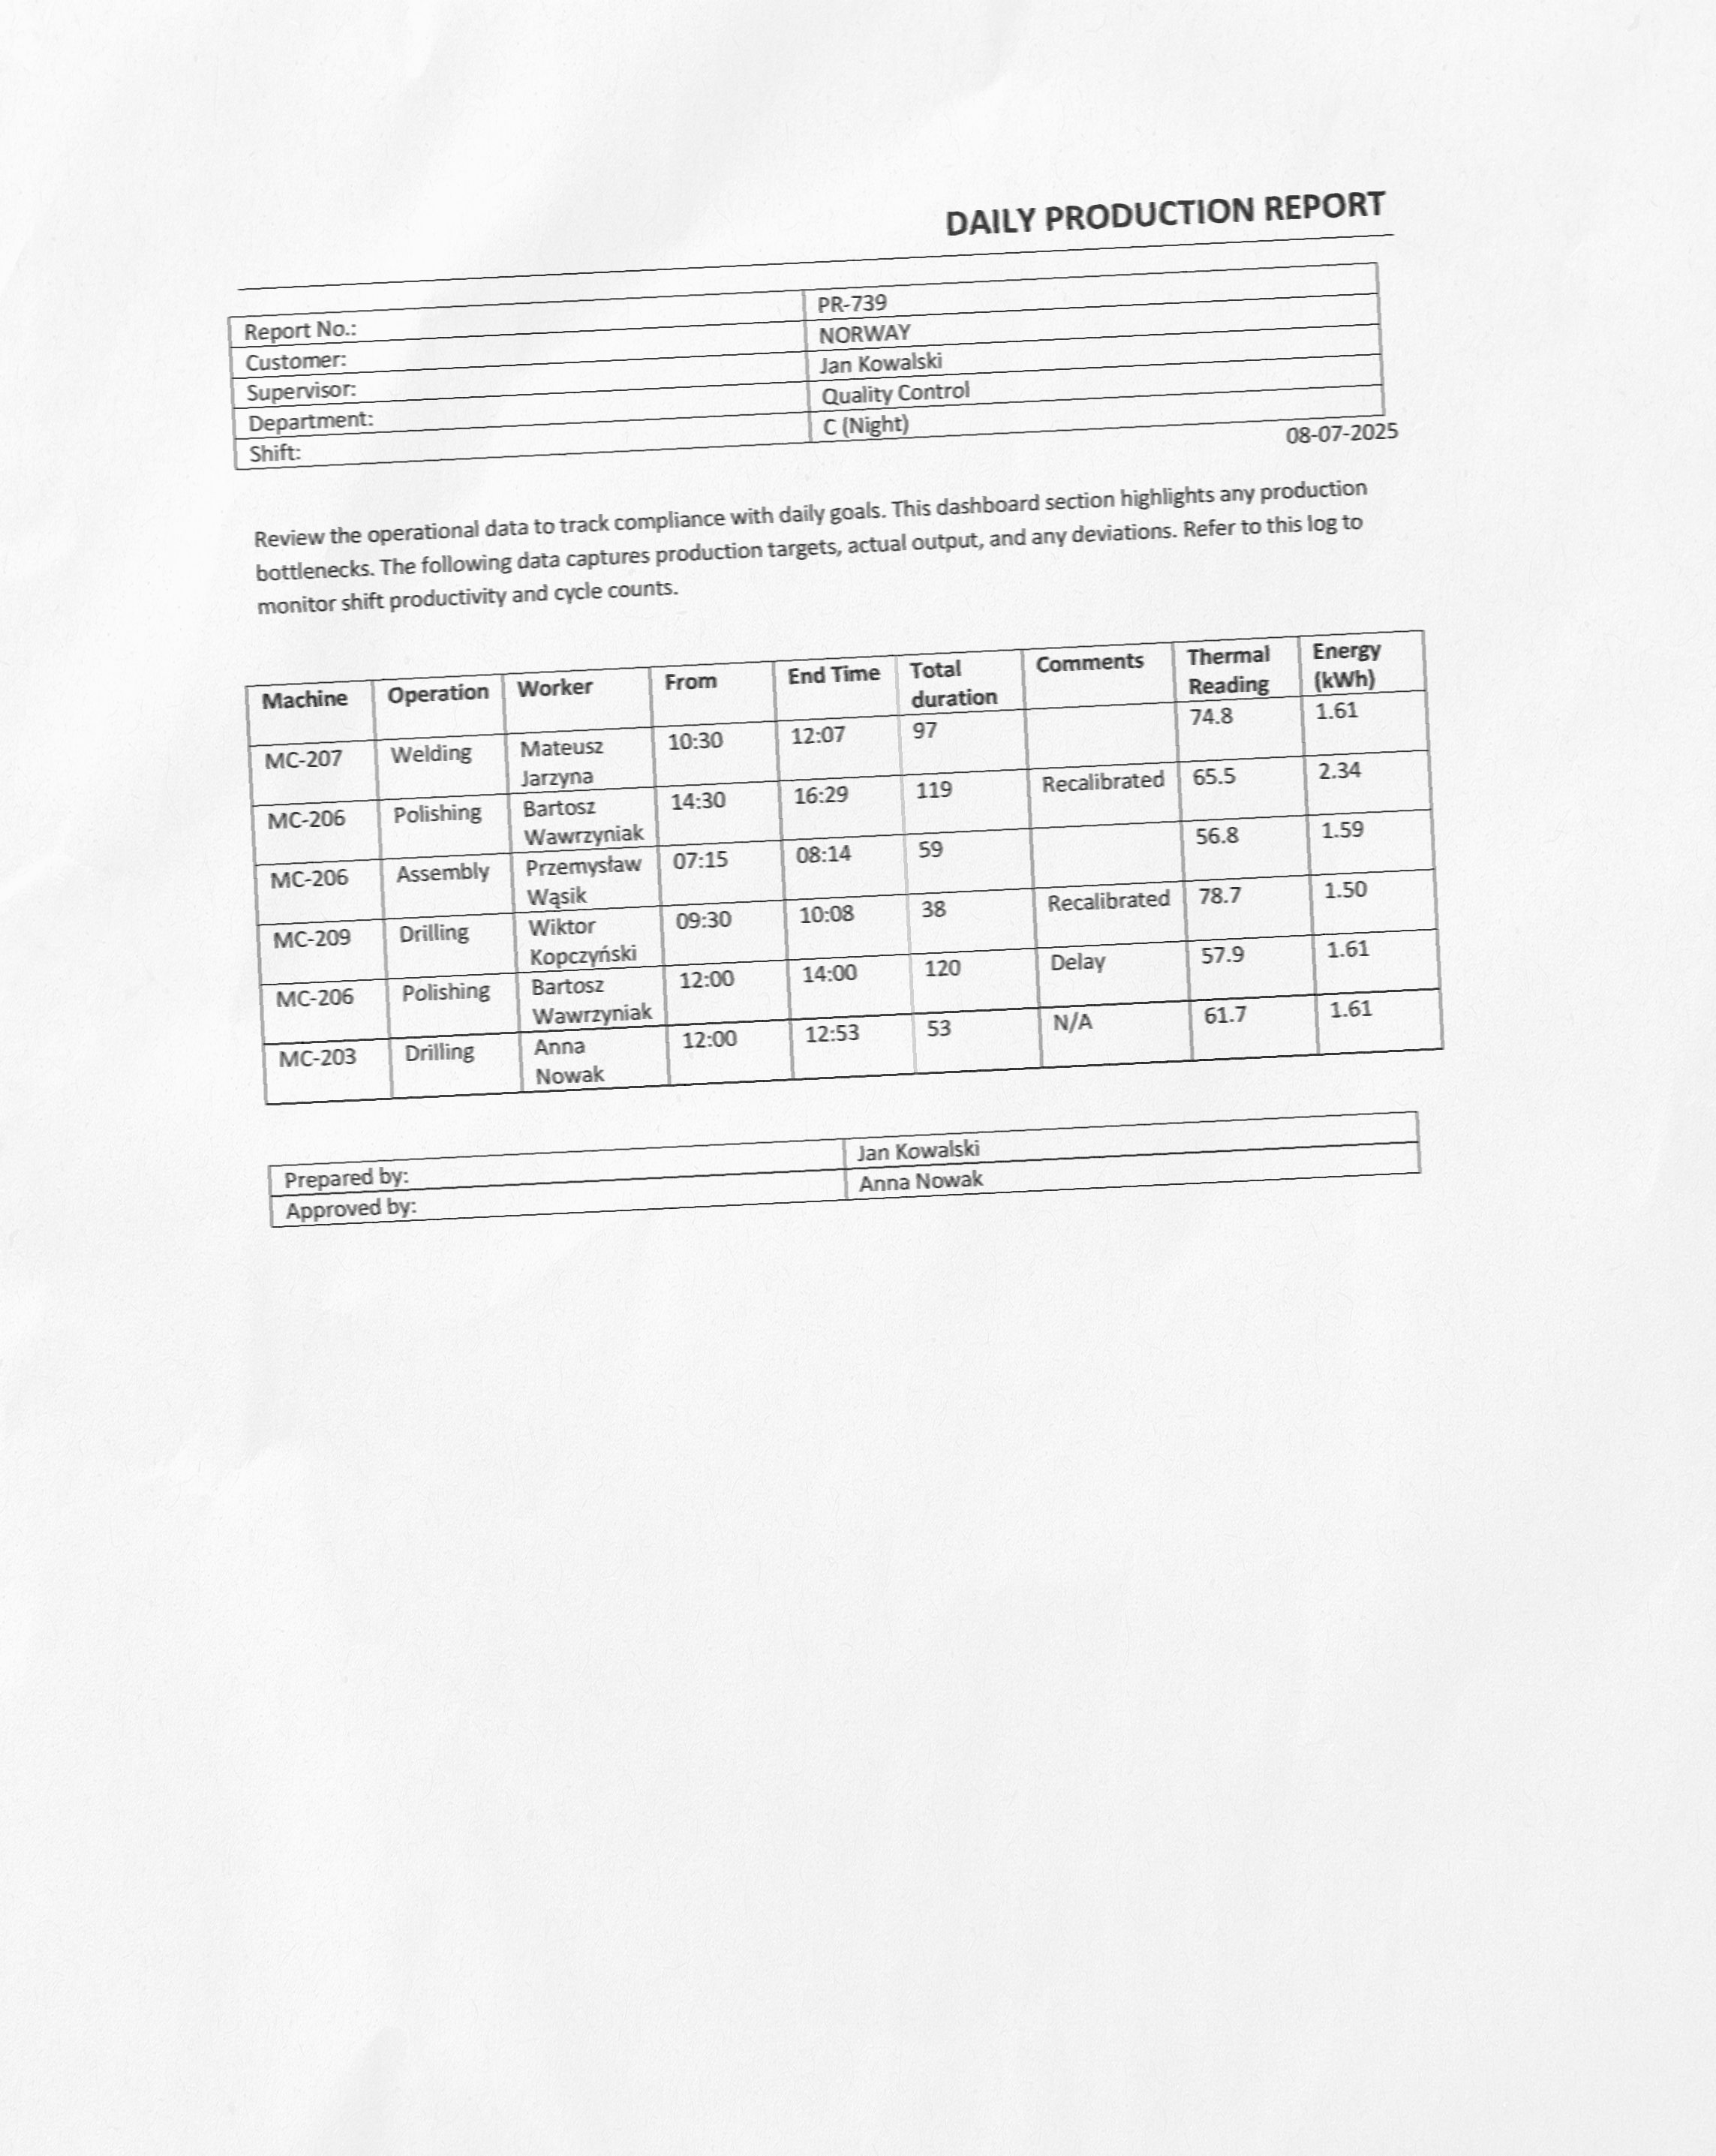 DAILY PRODUCTION REPORT
Report No.: PR-739
Customer: NORWAY
Supervisor: Jan Kowalski
Department: Quality Control
Shift: C (Night)
08-07-2025
Review the operational data to track compliance with daily goals. This dashboard section highlights any production
bottlenecks. The following data captures production targets, actual output, and any deviations. Refer to this log to
monitor shift productivity and cycle counts.
Machine Operation Worker From End Time Total duration Comments Thermal Reading Energy (kWh)
MC-207 Welding Mateusz Jarzyna 10:30 12:07 97 74.8 1.61
MC-206 Polishing Bartosz Wawrzyniak 14:30 16:29 119 Recalibrated 65.5 2.34
MC-206 Assembly Przemysław Wąsik 07:15 08:14 59 56.8 1.59
MC-209 Drilling Wiktor Kopczyński 09:30 10:08 38 Recalibrated 78.7 1.50
MC-206 Polishing Bartosz Wawrzyniak 12:00 14:00 120 Delay 57.9 1.61
MC-203 Drilling Anna Nowak 12:00 12:53 53 N/A 61.7 1.61
Prepared by: Jan Kowalski
Approved by: Anna Nowak